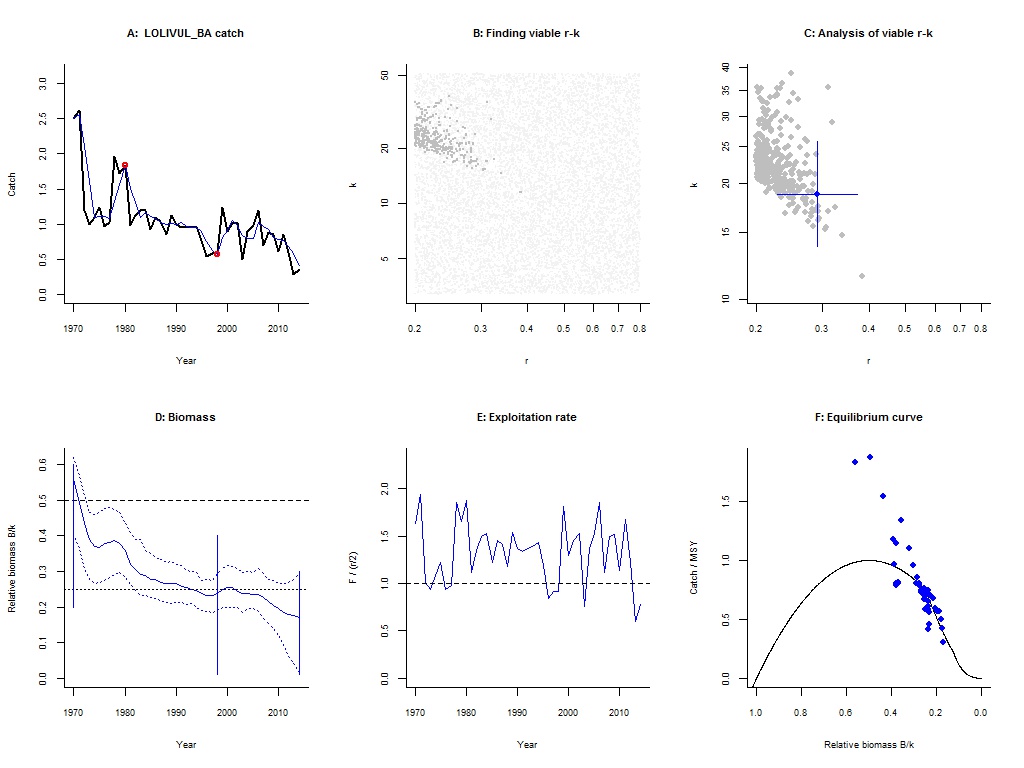 A:  LOLIVUL_BA catch
Catch
0.0 0.5 1.0 1.5 2.0 2.5 3.0
1970 1980 1990 2000 2010
Year
B: Finding viable r-k
k
5 10 20 50
0.2 0.3 0.4 0.5 0.6 0.7 0.8
r
C: Analysis of viable r-k
k
10 15 20 25 30 35 40
0.2 0.3 0.4 0.5 0.6 0.7 0.8
r
D: Biomass
Relative biomass B/k
0.0 0.1 0.2 0.3 0.4 0.5 0.6
1970 1980 1990 2000 2010
Year
E: Exploitation rate
F / (r/2)
0.0 0.5 1.0 1.5 2.0
1970 1980 1990 2000 2010
Year
F: Equilibrium curve
Catch / MSY
0.0 0.5 1.0 1.5
1.0 0.8 0.6 0.4 0.2 0.0
Relative biomass B/k